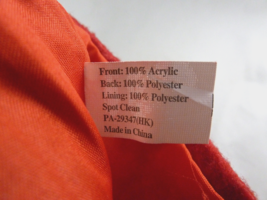 Front: 100% Acrylic
Back: 100% Polyester
Lining: 100% Polyester
Spot Clean
PA-29347(HK)
Made in China